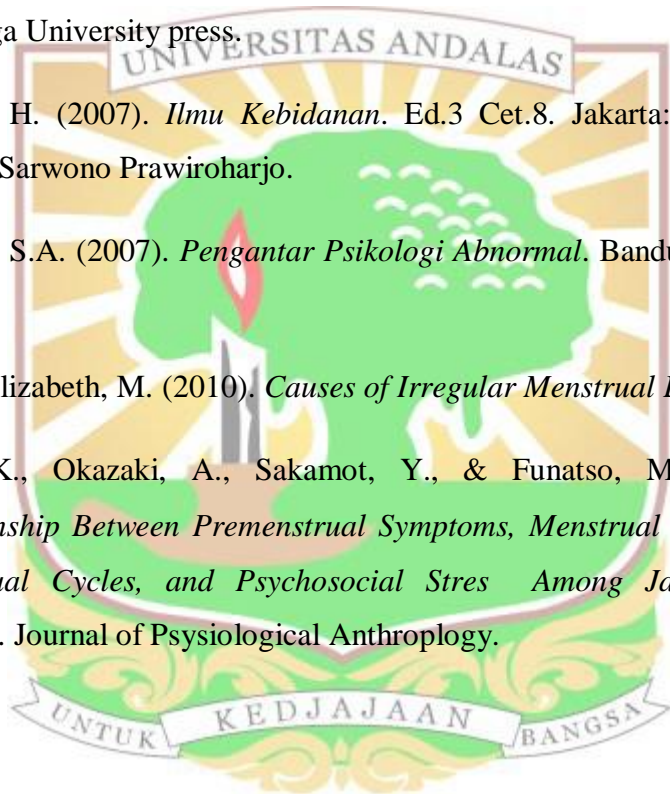 ga University press.
UNIVERSITAS ANDALAS
H. (2007). Ilmu Kebidanan. Ed.3 Cet.8. Jakarta:
Sarwono Prawiroharjo.
S.A. (2007). Pengantar Psikologi Abnormal. Bandu
lizabeth, M. (2010). Causes of Irregular Menstrual
K., Okazaki, A., Sakamot, Y., & Funatso, M
nship Between Premenstrual Symptoms, Menstrual
ual Cycles, and Psychosocial Stres Among Ja
. Journal of Psysiological Anthroplogy.
UNTUK KEDJAJAAN BANGSA